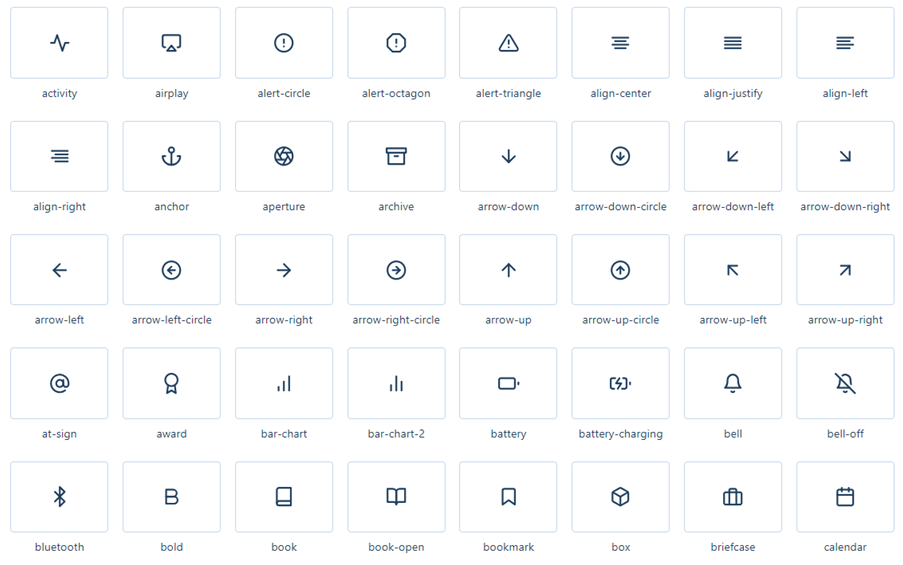 activity airplay alert-circle alert-octagon alert-triangle align-center align-justify align-left
align-right anchor aperture archive arrow-down arrow-down-circle arrow-down-left arrow-down-right
arrow-left arrow-left-circle arrow-right arrow-right-circle arrow-up arrow-up-circle arrow-up-left arrow-up-right
at-sign award bar-chart bar-chart-2 battery battery-charging bell bell-off
bluetooth bold book book-open bookmark box briefcase calendar